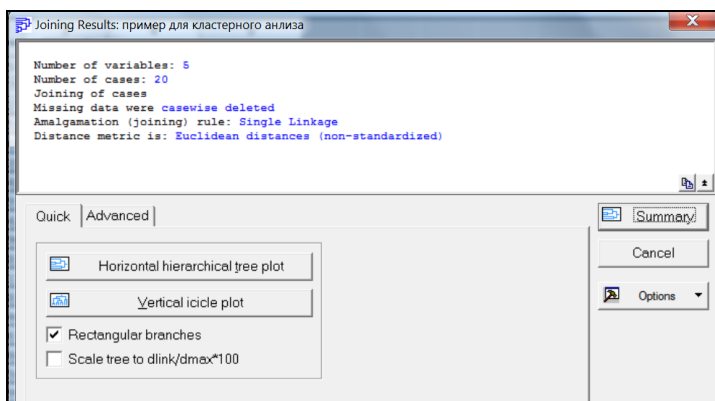 Joining Results: пример для кластерного анлиза
Number of variables: 5
Number of cases: 20
Joining of cases
Missing data were casewise deleted
Amalgamation (joining) rule: Single Linkage
Distance metric is: Euclidean distances (non-standardized)
Quick Advanced
Summary
Horizontal hierarchical tree plot
Cancel
Vertical icicle plot
Options
Rectangular branches
Scale tree to dlink/dmax*100